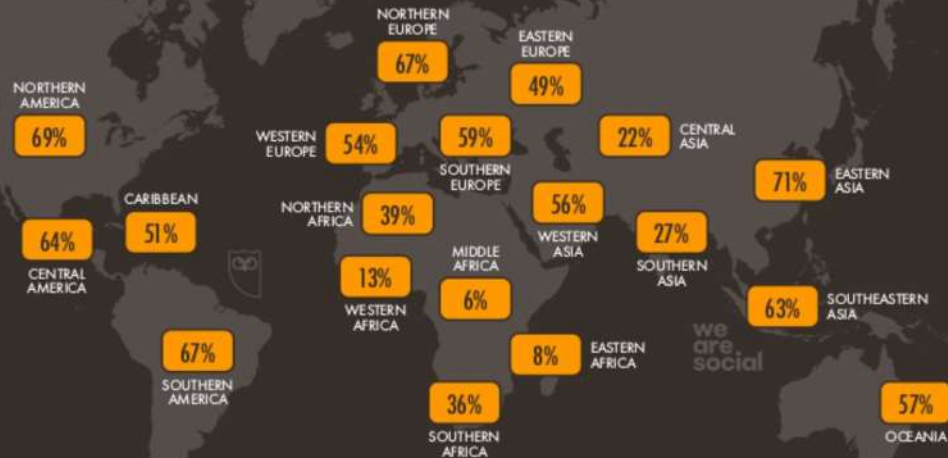 NORTHERN
EUROPE
67%
EASTERN
EUROPE
49%
NORTHERN
AMERICA
69%
WESTERN
EUROPE
54%
59%
SOUTHERN
EUROPE
22%
CENTRAL
ASIA
71%
EASTERN
ASIA
CARIBBEAN
51%
NORTHERN
AFRICA
39%
56%
WESTERN
ASIA
27%
SOUTHERN
ASIA
64%
CENTRAL
AMERICA
13%
WESTERN
AFRICA
MIDDLE
AFRICA
6%
63%
SOUTHEASTERN
ASIA
we
are
social
67%
SOUTHERN
AMERICA
8%
EASTERN
AFRICA
36%
SOUTHERN
AFRICA
57%
OCEANIA